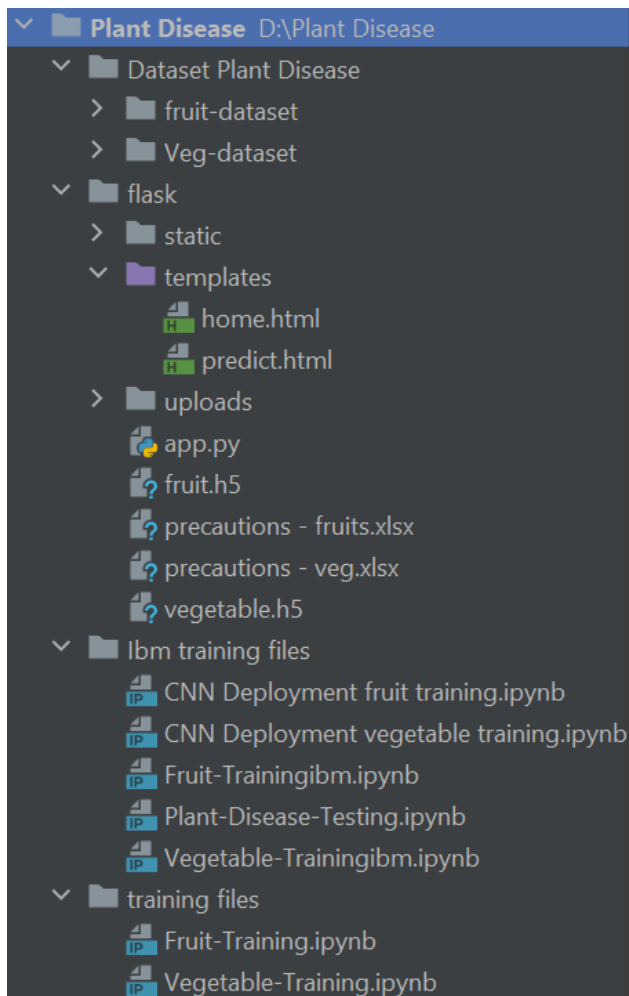 Plant Disease D:\Plant Disease
Dataset Plant Disease
fruit-dataset
Veg-dataset
flask
static
templates
home.html
predict.html
uploads
app.py
fruit.h5
precautions - fruits.xlsx
precautions - veg.xlsx
vegetable.h5
Ibm training files
CNN Deployment fruit training.ipynb
CNN Deployment vegetable training.ipynb
Fruit-Trainingibm.ipynb
Plant-Disease-Testing.ipynb
Vegetable-Trainingibm.ipynb
training files
Fruit-Training.ipynb
Vegetable-Training.ipynb